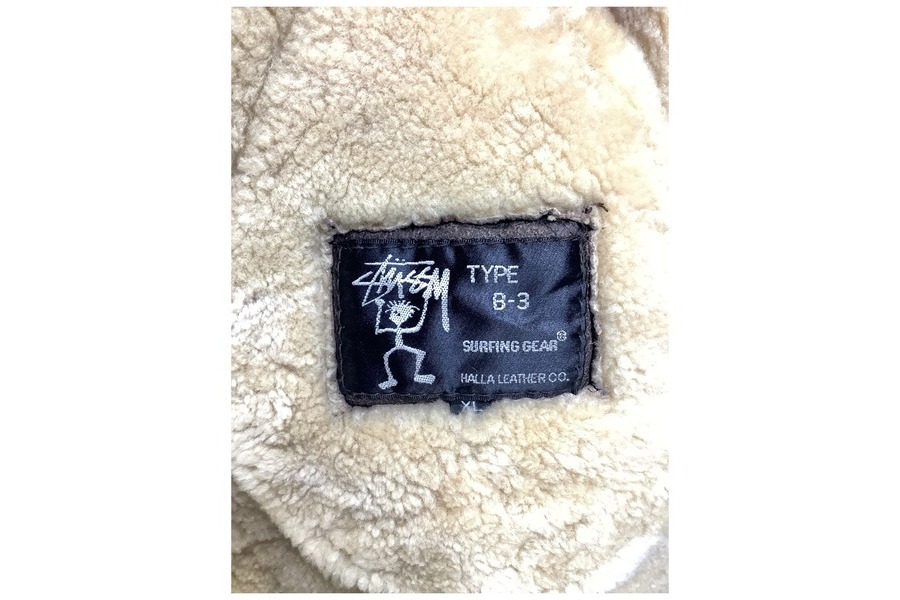 STÜSSY
TYPE
B-3
SURFING GEAR®
HALLA LEATHER CO.
XL